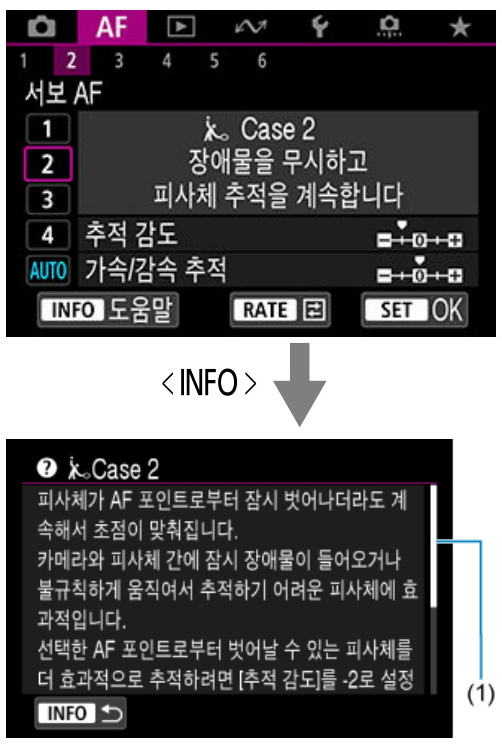 AF
1 2 3 4 5 6
서보 AF
1
2
3
4
AUTO
Case 2
장애물을 무시하고
피사체 추적을 계속합니다
추적 감도
가속/감속 추적
INFO 도움말
RATE
SET OK
<INFO>
? Case 2
피사체가 AF 포인트로부터 잠시 벗어나더라도 계
속해서 초점이 맞춰집니다.
카메라와 피사체 간에 잠시 장애물이 들어오거나
불규칙하게 움직여서 추적하기 어려운 피사체에 효
과적입니다.
선택한 AF 포인트로부터 벗어날 수 있는 피사체를
더 효과적으로 추적하려면 [추적 감도]를 -2로 설정
INFO
(1)